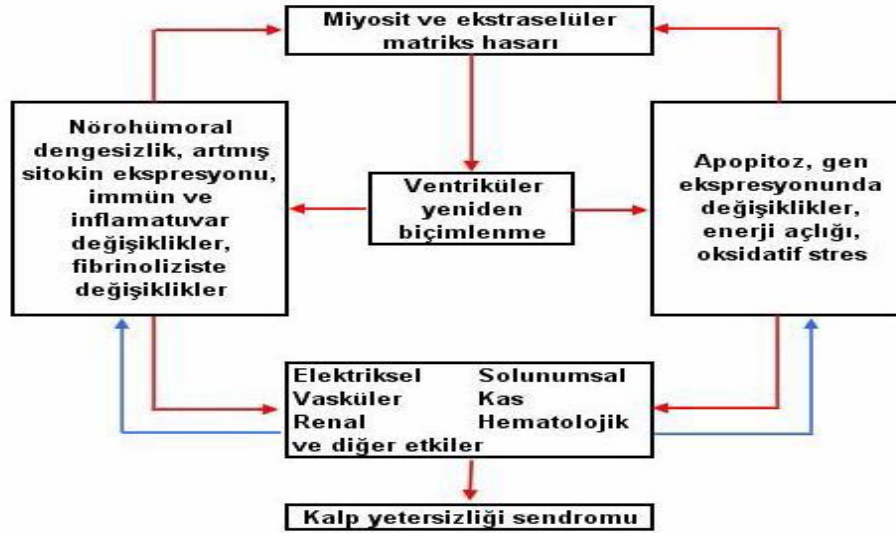 Miyosit ve ekstraselüler
matriks hasarı
Nörohümoral
dengesizlik, artmış
sitokin ekspresyonu,
immün ve
inflamatuvar
değişiklikler,
fibrinoliziste
değişiklikler
Ventriküler
yeniden
biçimlenme
Apopitoz, gen
ekspresyonunda
değişiklikler,
enerji açlığı,
oksidatif stres
Elektriksel Solunumsal
Vasküler Kas
Renal Hematolojik
ve diğer etkiler
Kalp yetersizliği sendromu